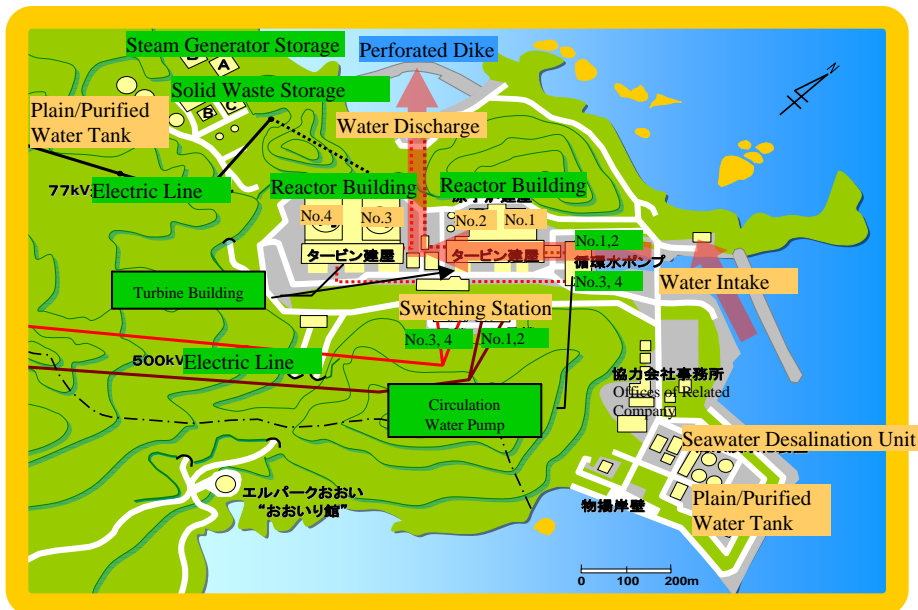 Steam Generator Storage
Perforated Dike
A
Solid Waste Storage
B
C
Plain/Purified
Water Tank
Water Discharge
N
77kV
Electric Line
Reactor Building
Reactor Building
No.4
No.3
No.2
No.1
タービン建屋
タービン建屋
No.1,2
循環水ポンプ
No.3, 4
Water Intake
Turbine Building
Switching Station
No.3, 4
No.1,2
500kV
Electric Line
協力会社事務所
Offices of Related
Company
Circulation
Water Pump
Seawater Desalination Unit
エルパークおおい
“おおいり館”
物揚岸壁
Plain/Purified
Water Tank
0 100 200m